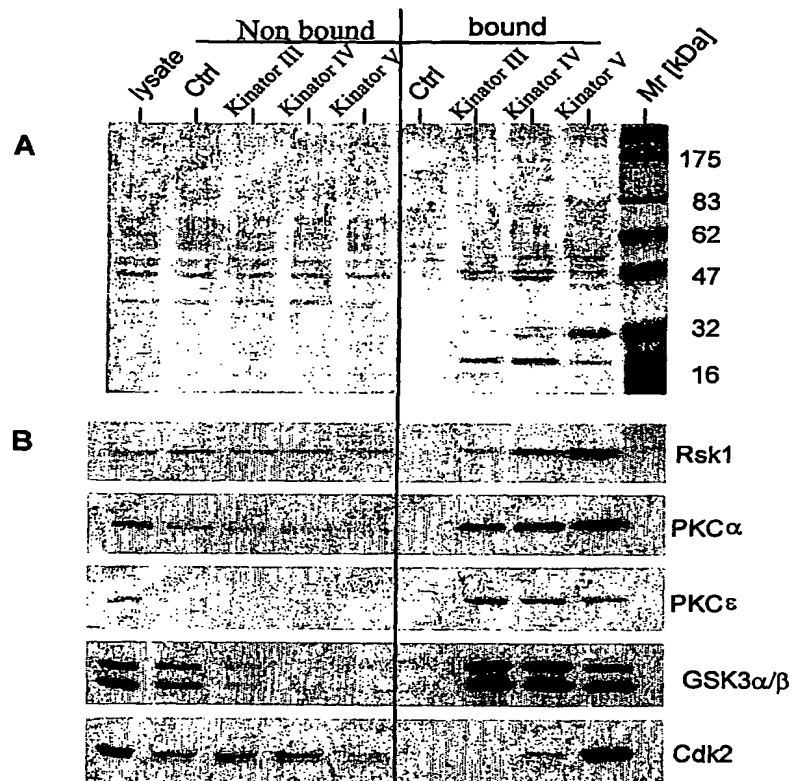 Non bound bound
lysate Ctrl Kinator III Kinator IV Kinator V Ctrl Kinator III Kinator IV Kinator V Mr [kDa]
A
175
83
62
47
32
16
B
Rsk1
PKCα
PKCε
GSK3α/β
Cdk2